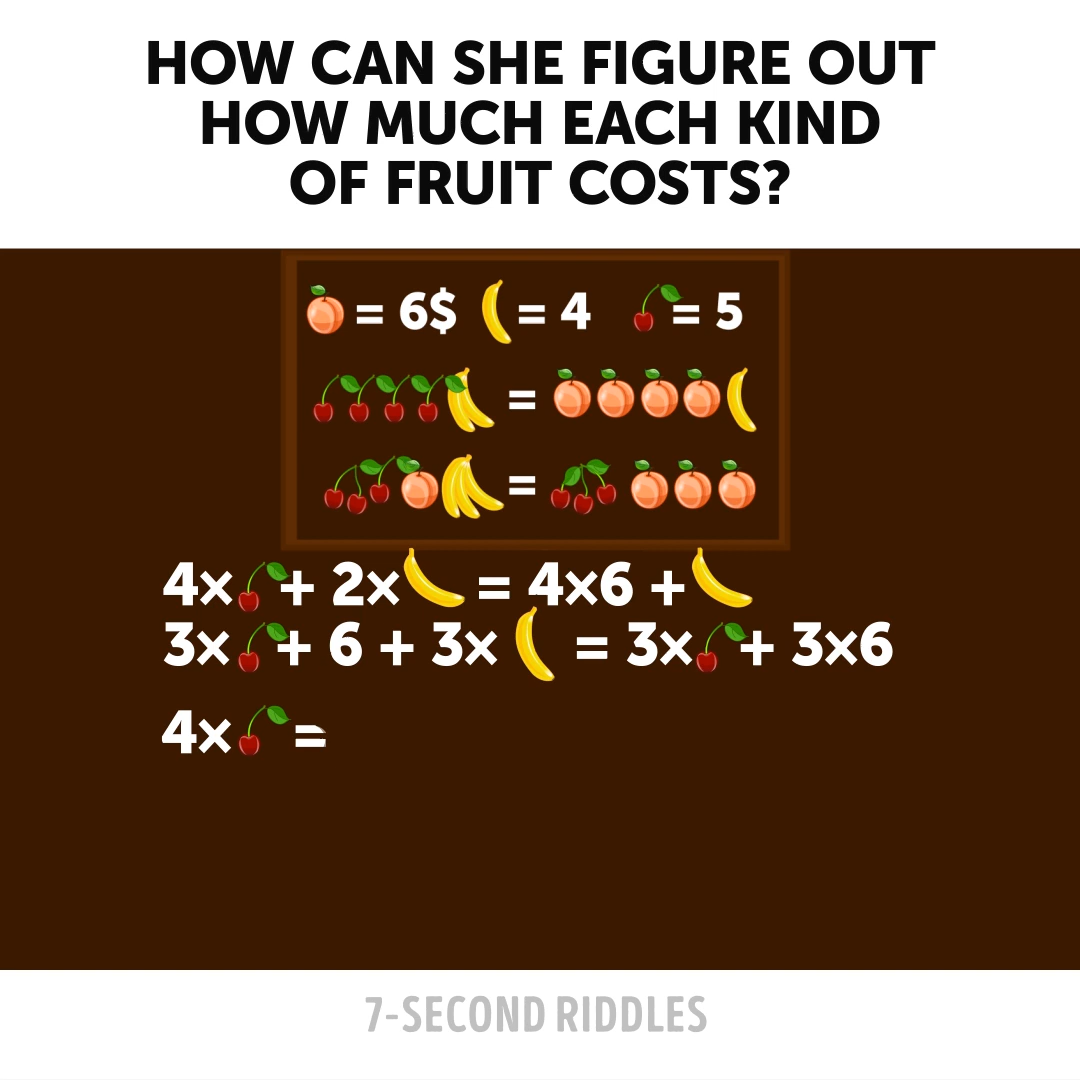 HOW CAN SHE FIGURE OUT
HOW MUCH EACH KIND
OF FRUIT COSTS?
= 6$ = 4 = 5
=
=
4× + 2× = 4×6 +
3× + 6 + 3× = 3× + 3×6
4× =
7-SECOND RIDDLES